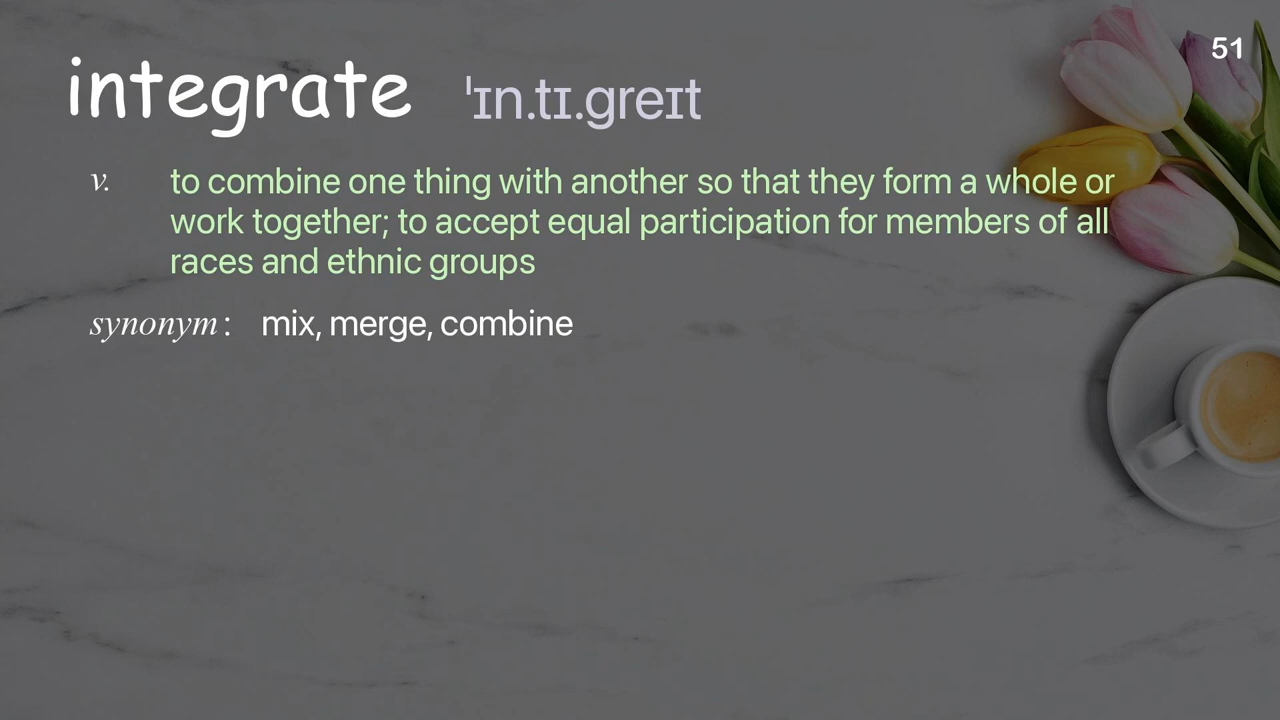 51
integrate ˈɪn.tɪ.greɪt
v. to combine one thing with another so that they form a whole or
work together; to accept equal participation for members of all
races and ethnic groups
synonym: mix, merge, combine